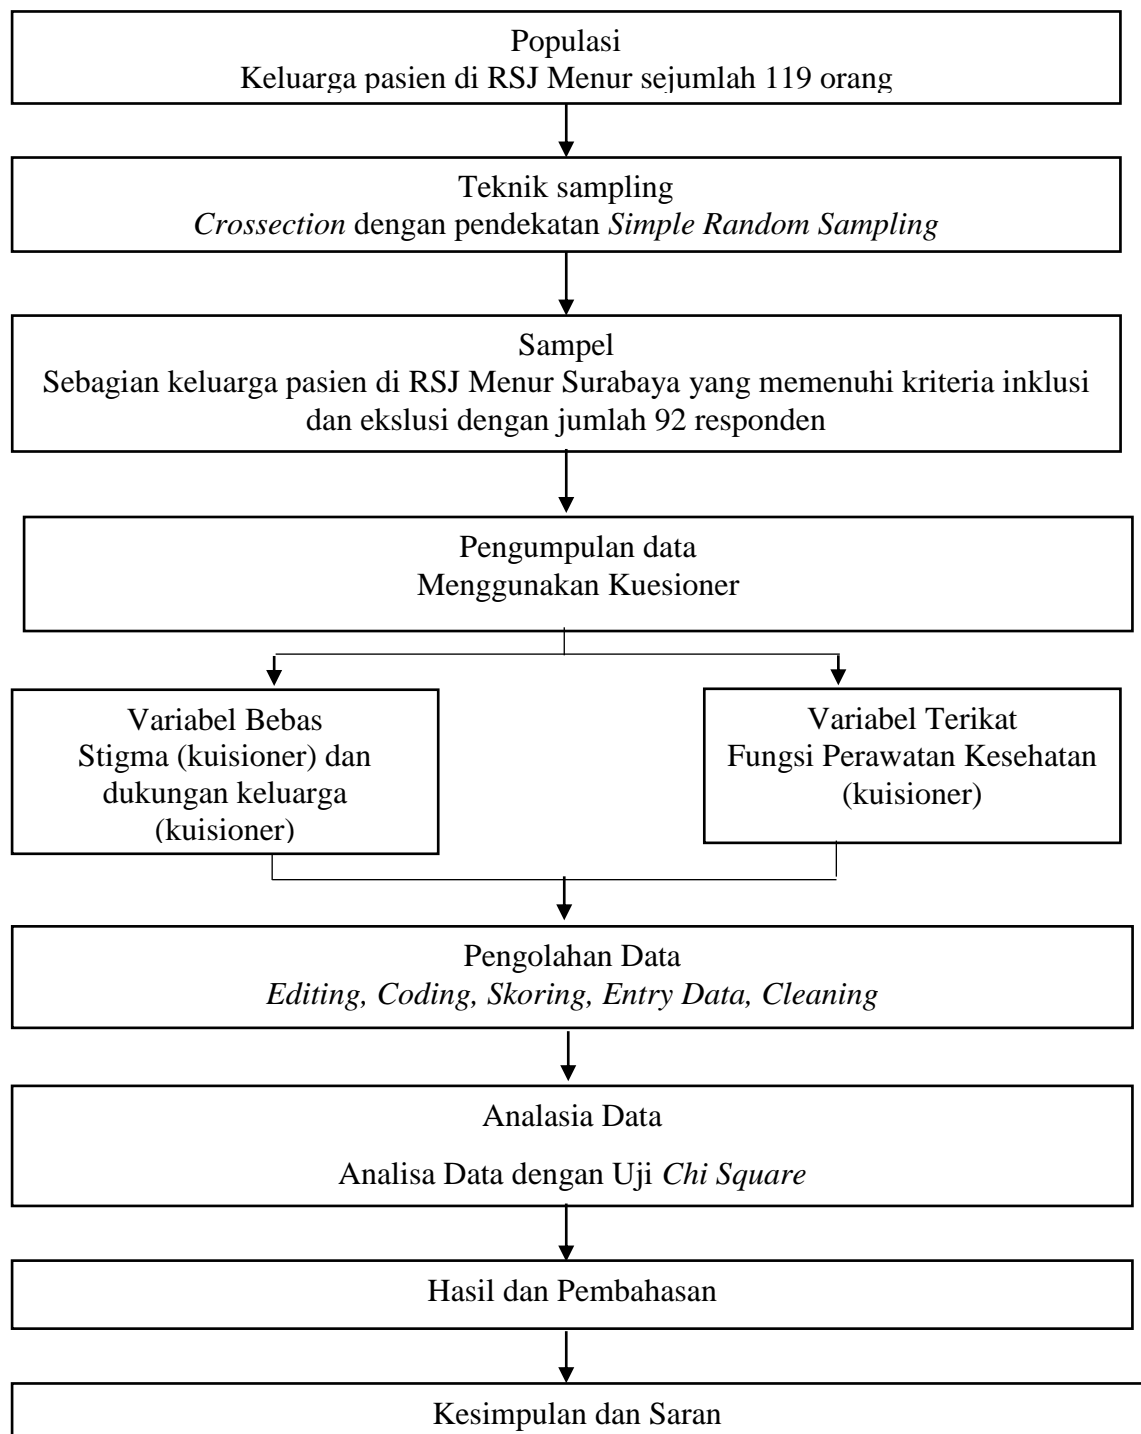 Populasi
Keluarga pasien di RSJ Menur sejumlah 119 orang
Teknik sampling
Crossection dengan pendekatan Simple Random Sampling
Sampel
Sebagian keluarga pasien di RSJ Menur Surabaya yang memenuhi kriteria inklusi
dan ekslusi dengan jumlah 92 responden
Pengumpulan data
Menggunakan Kuesioner
Variabel Bebas
Stigma (kuisioner) dan
dukungan keluarga
(kuisioner)
Variabel Terikat
Fungsi Perawatan Kesehatan
(kuisioner)
Pengolahan Data
Editing, Coding, Skoring, Entry Data, Cleaning
Analasia Data
Analisa Data dengan Uji Chi Square
Hasil dan Pembahasan
Kesimpulan dan Saran